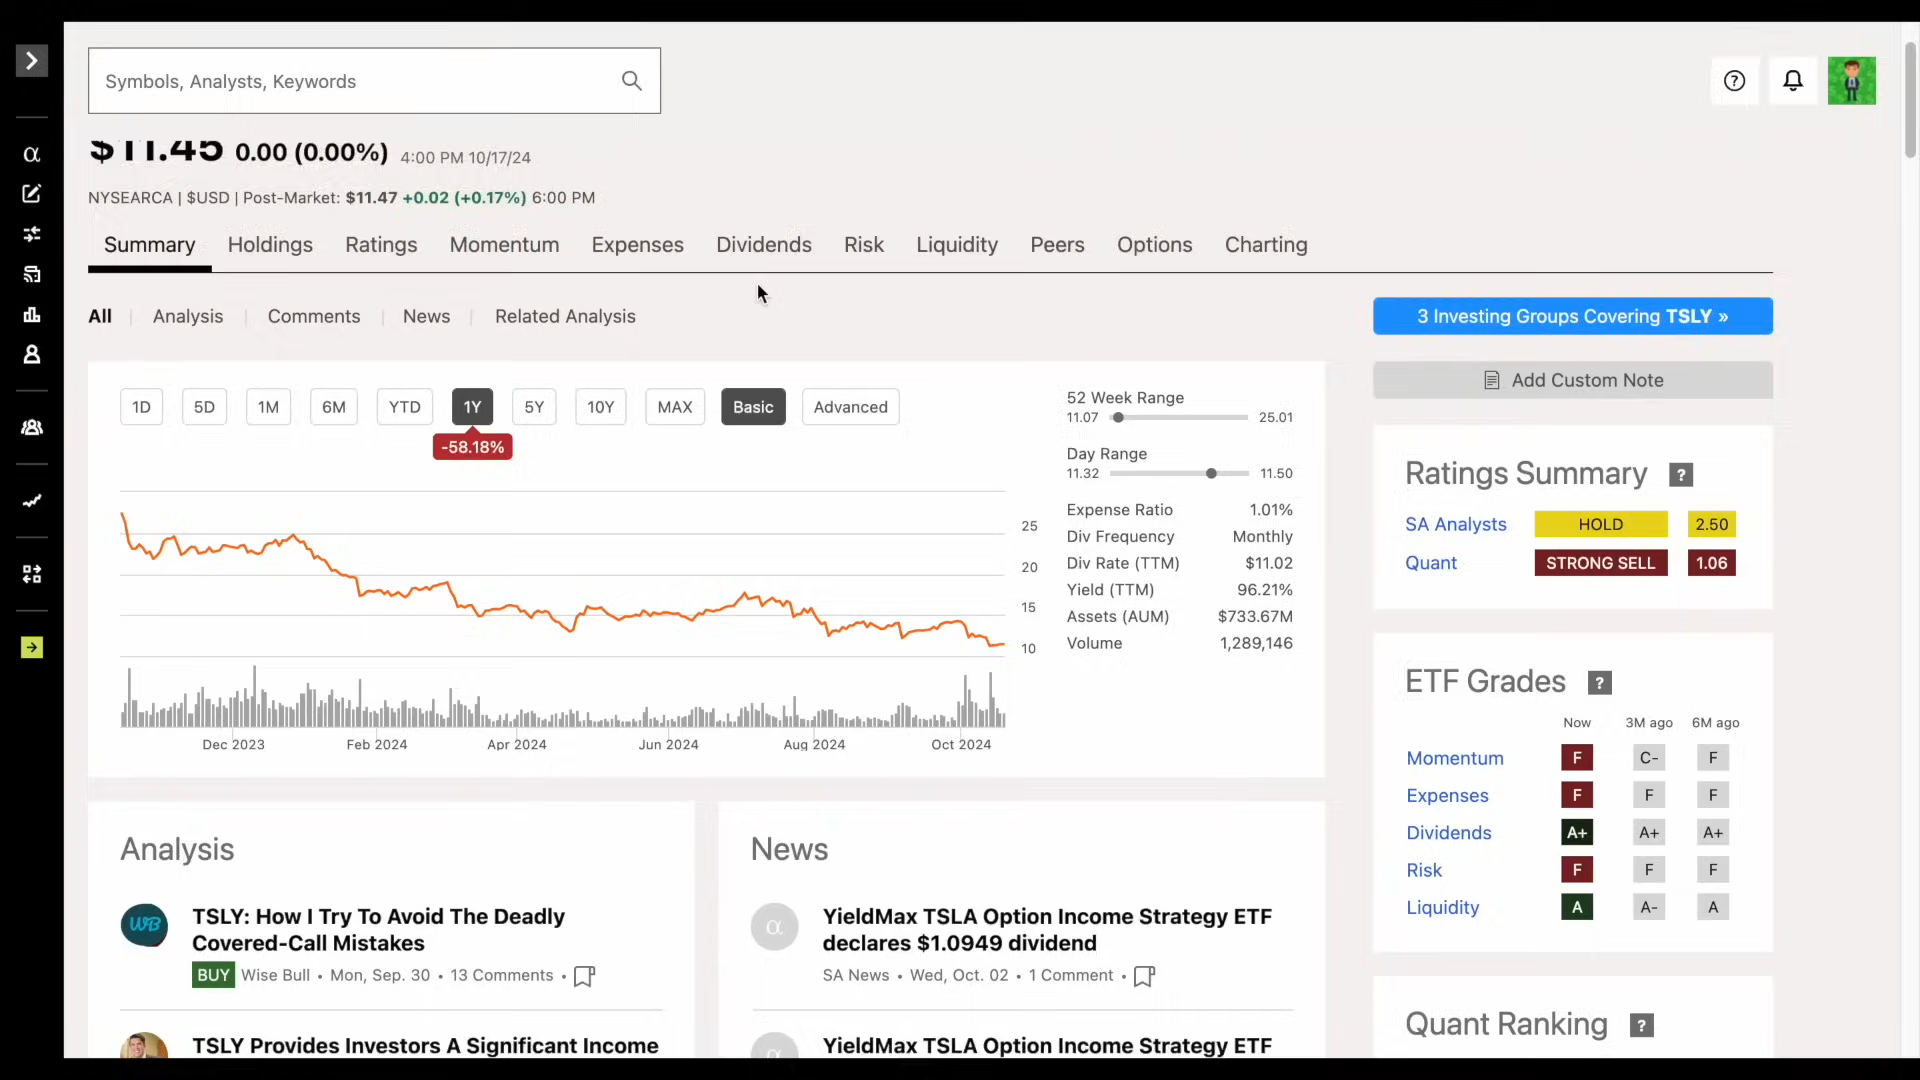 Symbols, Analysts, Keywords
$11.45 0.00 (0.00%) 4:00 PM 10/17/24
NYSEARCA | $USD | Post-Market: $11.47 +0.02 (+0.17%) 6:00 PM
Summary Holdings Ratings Momentum Expenses Dividends Risk Liquidity Peers Options Charting
All | Analysis | Comments | News | Related Analysis
3 Investing Groups Covering TSLY »
Add Custom Note
1D 5D 1M 6M YTD 1Y 5Y 10Y MAX Basic Advanced
-58.18%
25
20
15
10
Dec 2023 Feb 2024 Apr 2024 Jun 2024 Aug 2024 Oct 2024
52 Week Range
11.07 25.01
Day Range
11.32 11.50
Expense Ratio 1.01%
Div Frequency Monthly
Div Rate (TTM) $11.02
Yield (TTM) 96.21%
Assets (AUM) $733.67M
Volume 1,289,146
Ratings Summary ?
SA Analysts HOLD 2.50
Quant STRONG SELL 1.06
ETF Grades ?
Now 3M ago 6M ago
Momentum F C- F
Expenses F F F
Dividends A+ A+ A+
Risk F F F
Liquidity A A- A
Quant Ranking ?
Analysis
WB
TSLY: How I Try To Avoid The Deadly
Covered-Call Mistakes
BUY Wise Bull • Mon, Sep. 30 • 13 Comments •
TSLY Provides Investors A Significant Income
News
α
YieldMax TSLA Option Income Strategy ETF
declares $1.0949 dividend
SA News • Wed, Oct. 02 • 1 Comment •
α
YieldMax TSLA Option Income Strategy ETF